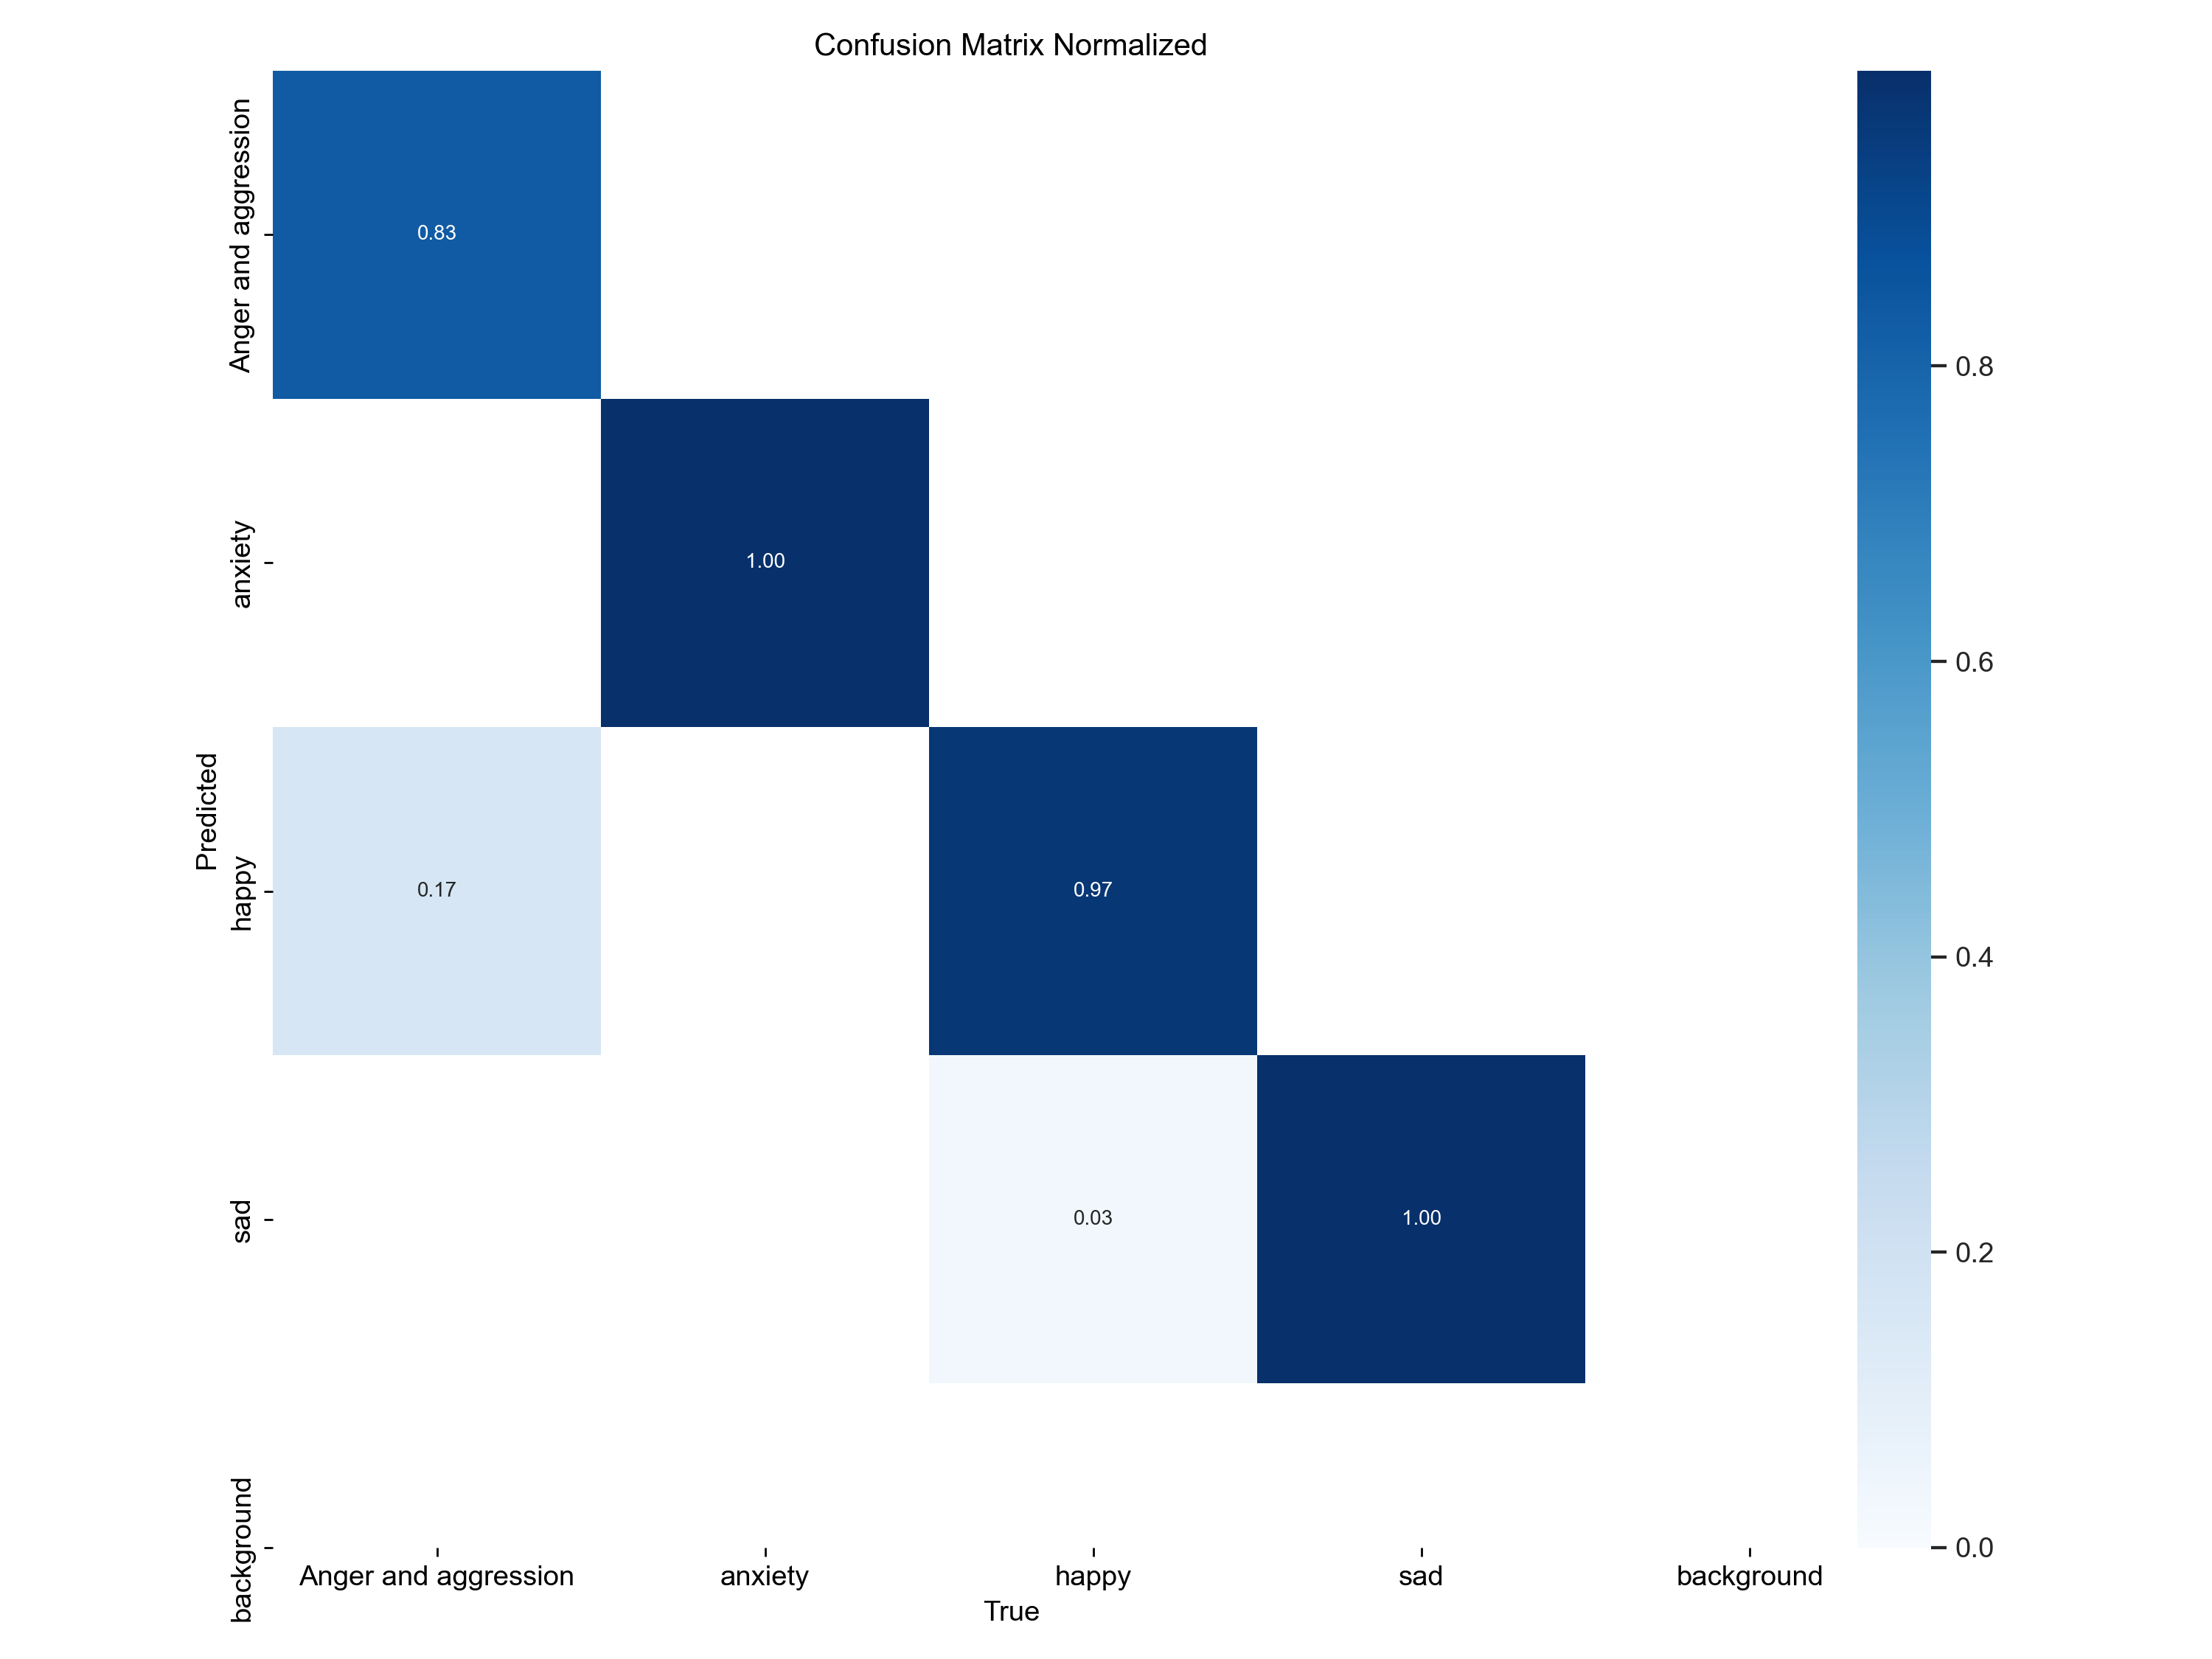 Confusion Matrix Normalized
Anger and aggression
0.83
0.8
anxiety
1.00
0.6
Predicted
happy
0.17
0.97
0.4
sad
0.03
1.00
0.2
background
0.0
Anger and aggression
anxiety
happy
sad
background
True